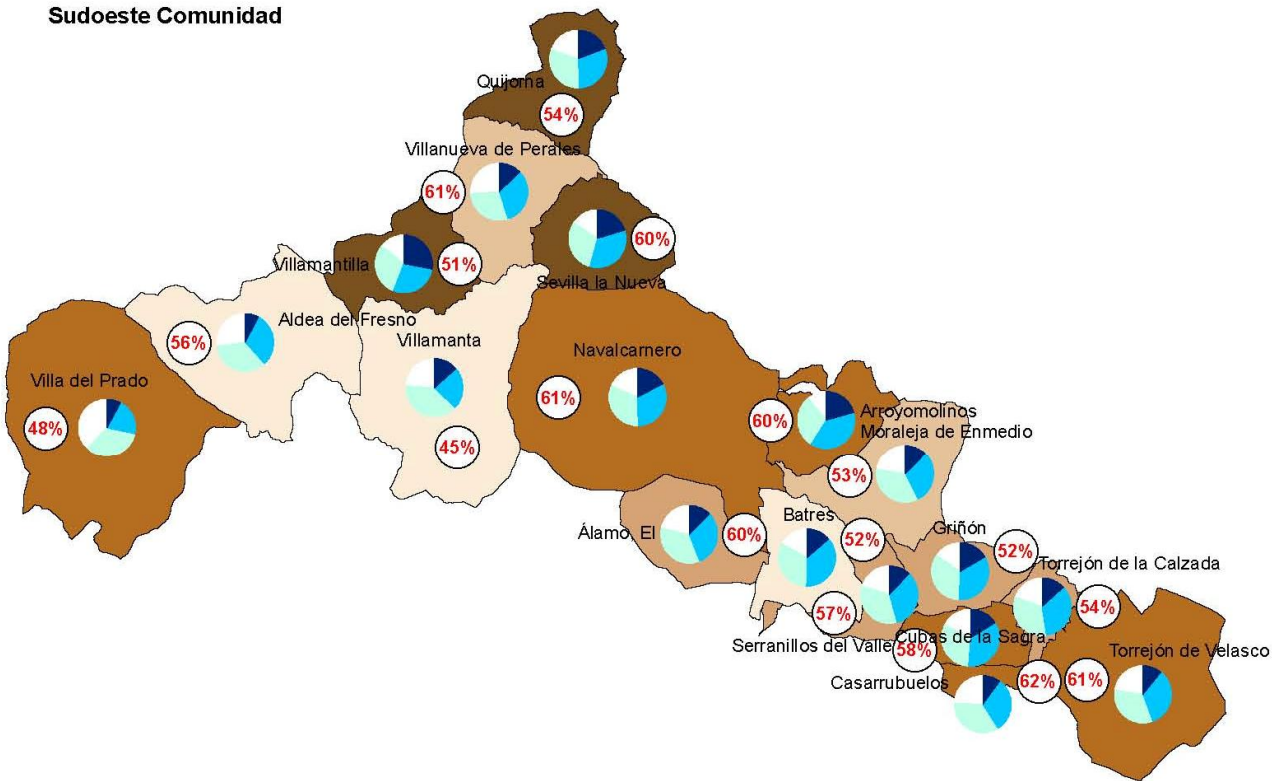 Sudoeste Comunidad
Quijorna
54%
Villanueva de Perales
61%
60%
Villamantilla
51%
Sevilla la Nueva
Aldea del Fresno
56%
Villamanta
Navalcarnero
Villa del Prado
61%
48%
45%
60%
Arroyomolinos
Moraleja de Enmedio
53%
Álamo, El
60%
Batres
52%
Griñón
52%
Torrejón de la Calzada
54%
57%
Serranillos del Valle
Cubas de la Sagra
58%
Torrejón de Velasco
Casarrubuelos
62%
61%